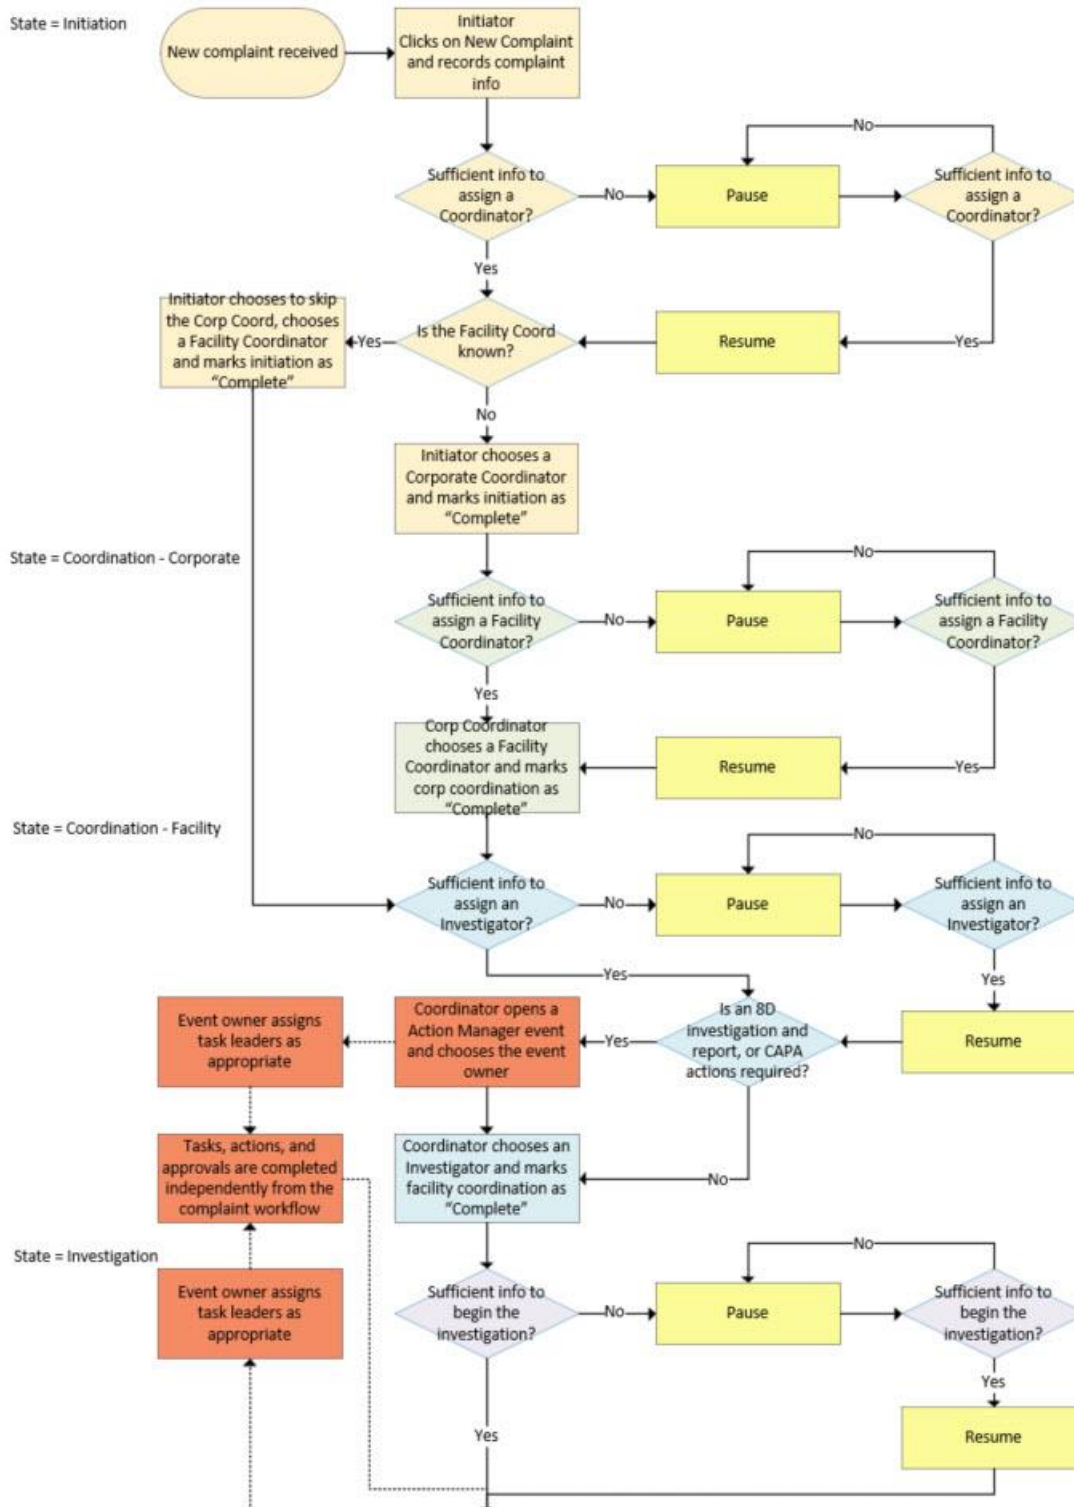 State = Initiation
New complaint received
Initiator
Clicks on New Complaint
and records complaint
info
No
Sufficient info to
assign a
Coordinator?
No
Pause
Sufficient info to
assign a
Coordinator?
Yes
Initiator chooses to skip
the Corp Coord, chooses
a Facility Coordinator
and marks initiation as
“Complete”
Yes
Is the Facility Coord
known?
Resume
Yes
No
Initiator chooses a
Corporate Coordinator
and marks initiation as
“Complete”
State = Coordination - Corporate
No
Sufficient info to
assign a Facility
Coordinator?
No
Pause
Sufficient info to
assign a Facility
Coordinator?
Yes
Corp Coordinator
chooses a Facility
Coordinator and marks
corp coordination as
“Complete”
Resume
Yes
State = Coordination - Facility
No
Sufficient info to
assign an
Investigator?
No
Pause
Sufficient info to
assign an
Investigator?
Yes
Yes
Event owner assigns
task leaders as
appropriate
Coordinator opens a
Action Manager event
and chooses the event
owner
Yes
Is an 8D
investigation and
report, or CAPA
actions required?
Resume
Tasks, actions, and
approvals are completed
independently from the
complaint workflow
Coordinator chooses an
Investigator and marks
facility coordination as
“Complete”
No
State = Investigation
No
Event owner assigns
task leaders as
appropriate
Sufficient info to
begin the
investigation?
No
Pause
Sufficient info to
begin the
investigation?
Yes
Yes
Resume